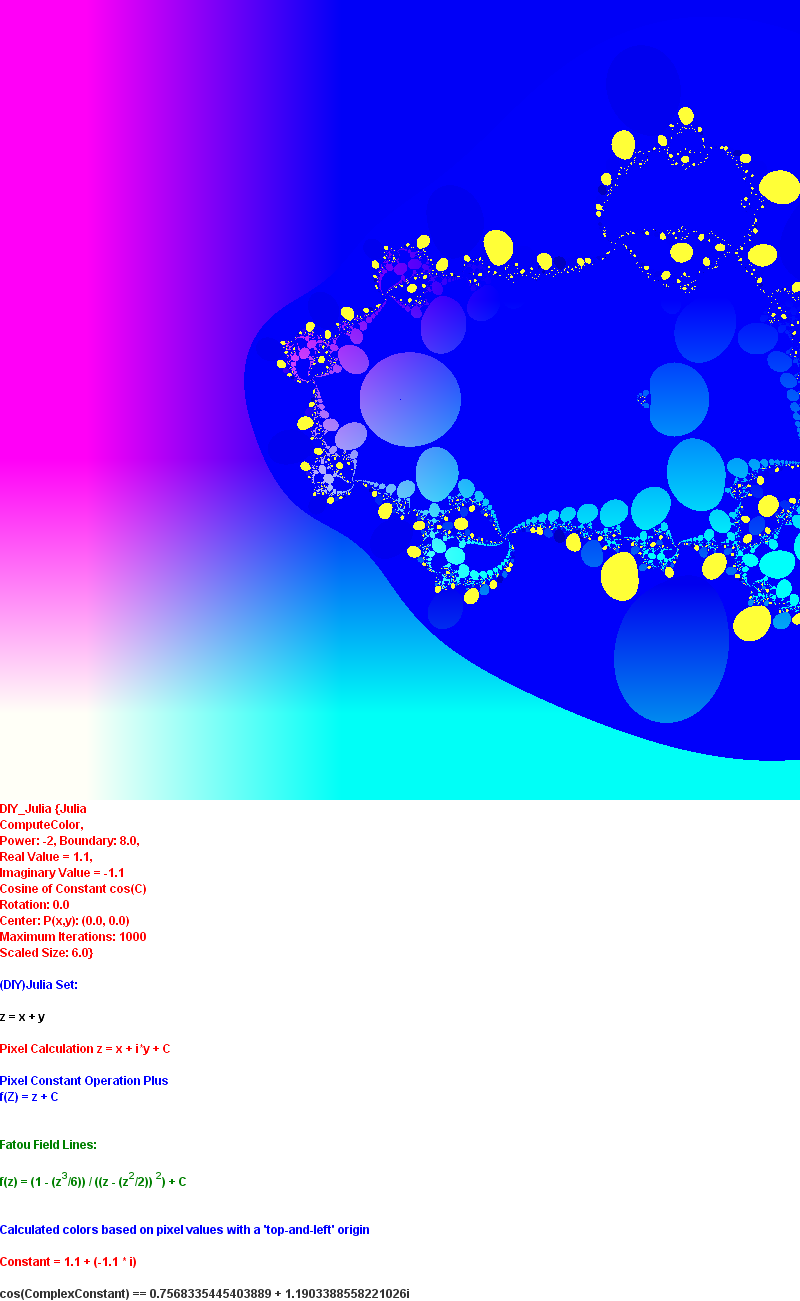 DIY_Julia {Julia
ComputeColor,
Power: -2, Boundary: 8.0,
Real Value = 1.1,
Imaginary Value = -1.1
Cosine of Constant cos(C)
Rotation: 0.0
Center: P(x,y): (0.0, 0.0)
Maximum Iterations: 1000
Scaled Size: 6.0}
(DIY)Julia Set:
z = x + y
Pixel Calculation z = x + i*y + C
Pixel Constant Operation Plus
f(Z) = z + C
Fatou Field Lines:
f(z) = (1 - (z³/6)) / ((z - (z²/2)) ²) + C
Calculated colors based on pixel values with a 'top-and-left' origin
Constant = 1.1 + (-1.1 * i)
cos(ComplexConstant) == 0.7568335445403889 + 1.1903388558221026i